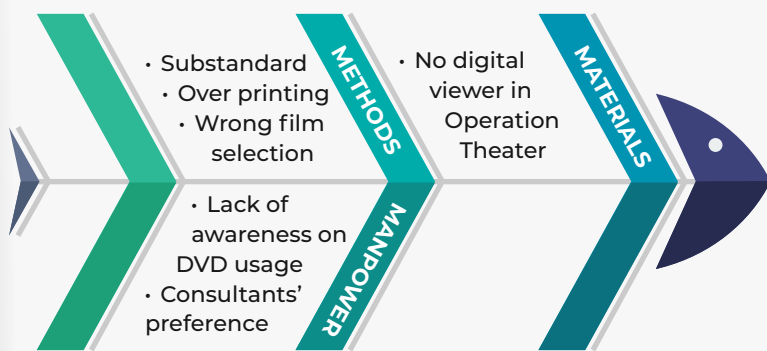 • Substandard
• Over printing
• Wrong film
selection
METHODS
• No digital
viewer in
Operation
Theater
MATERIALS
• Lack of
awareness on
DVD usage
• Consultants’
preference
MANPOWER